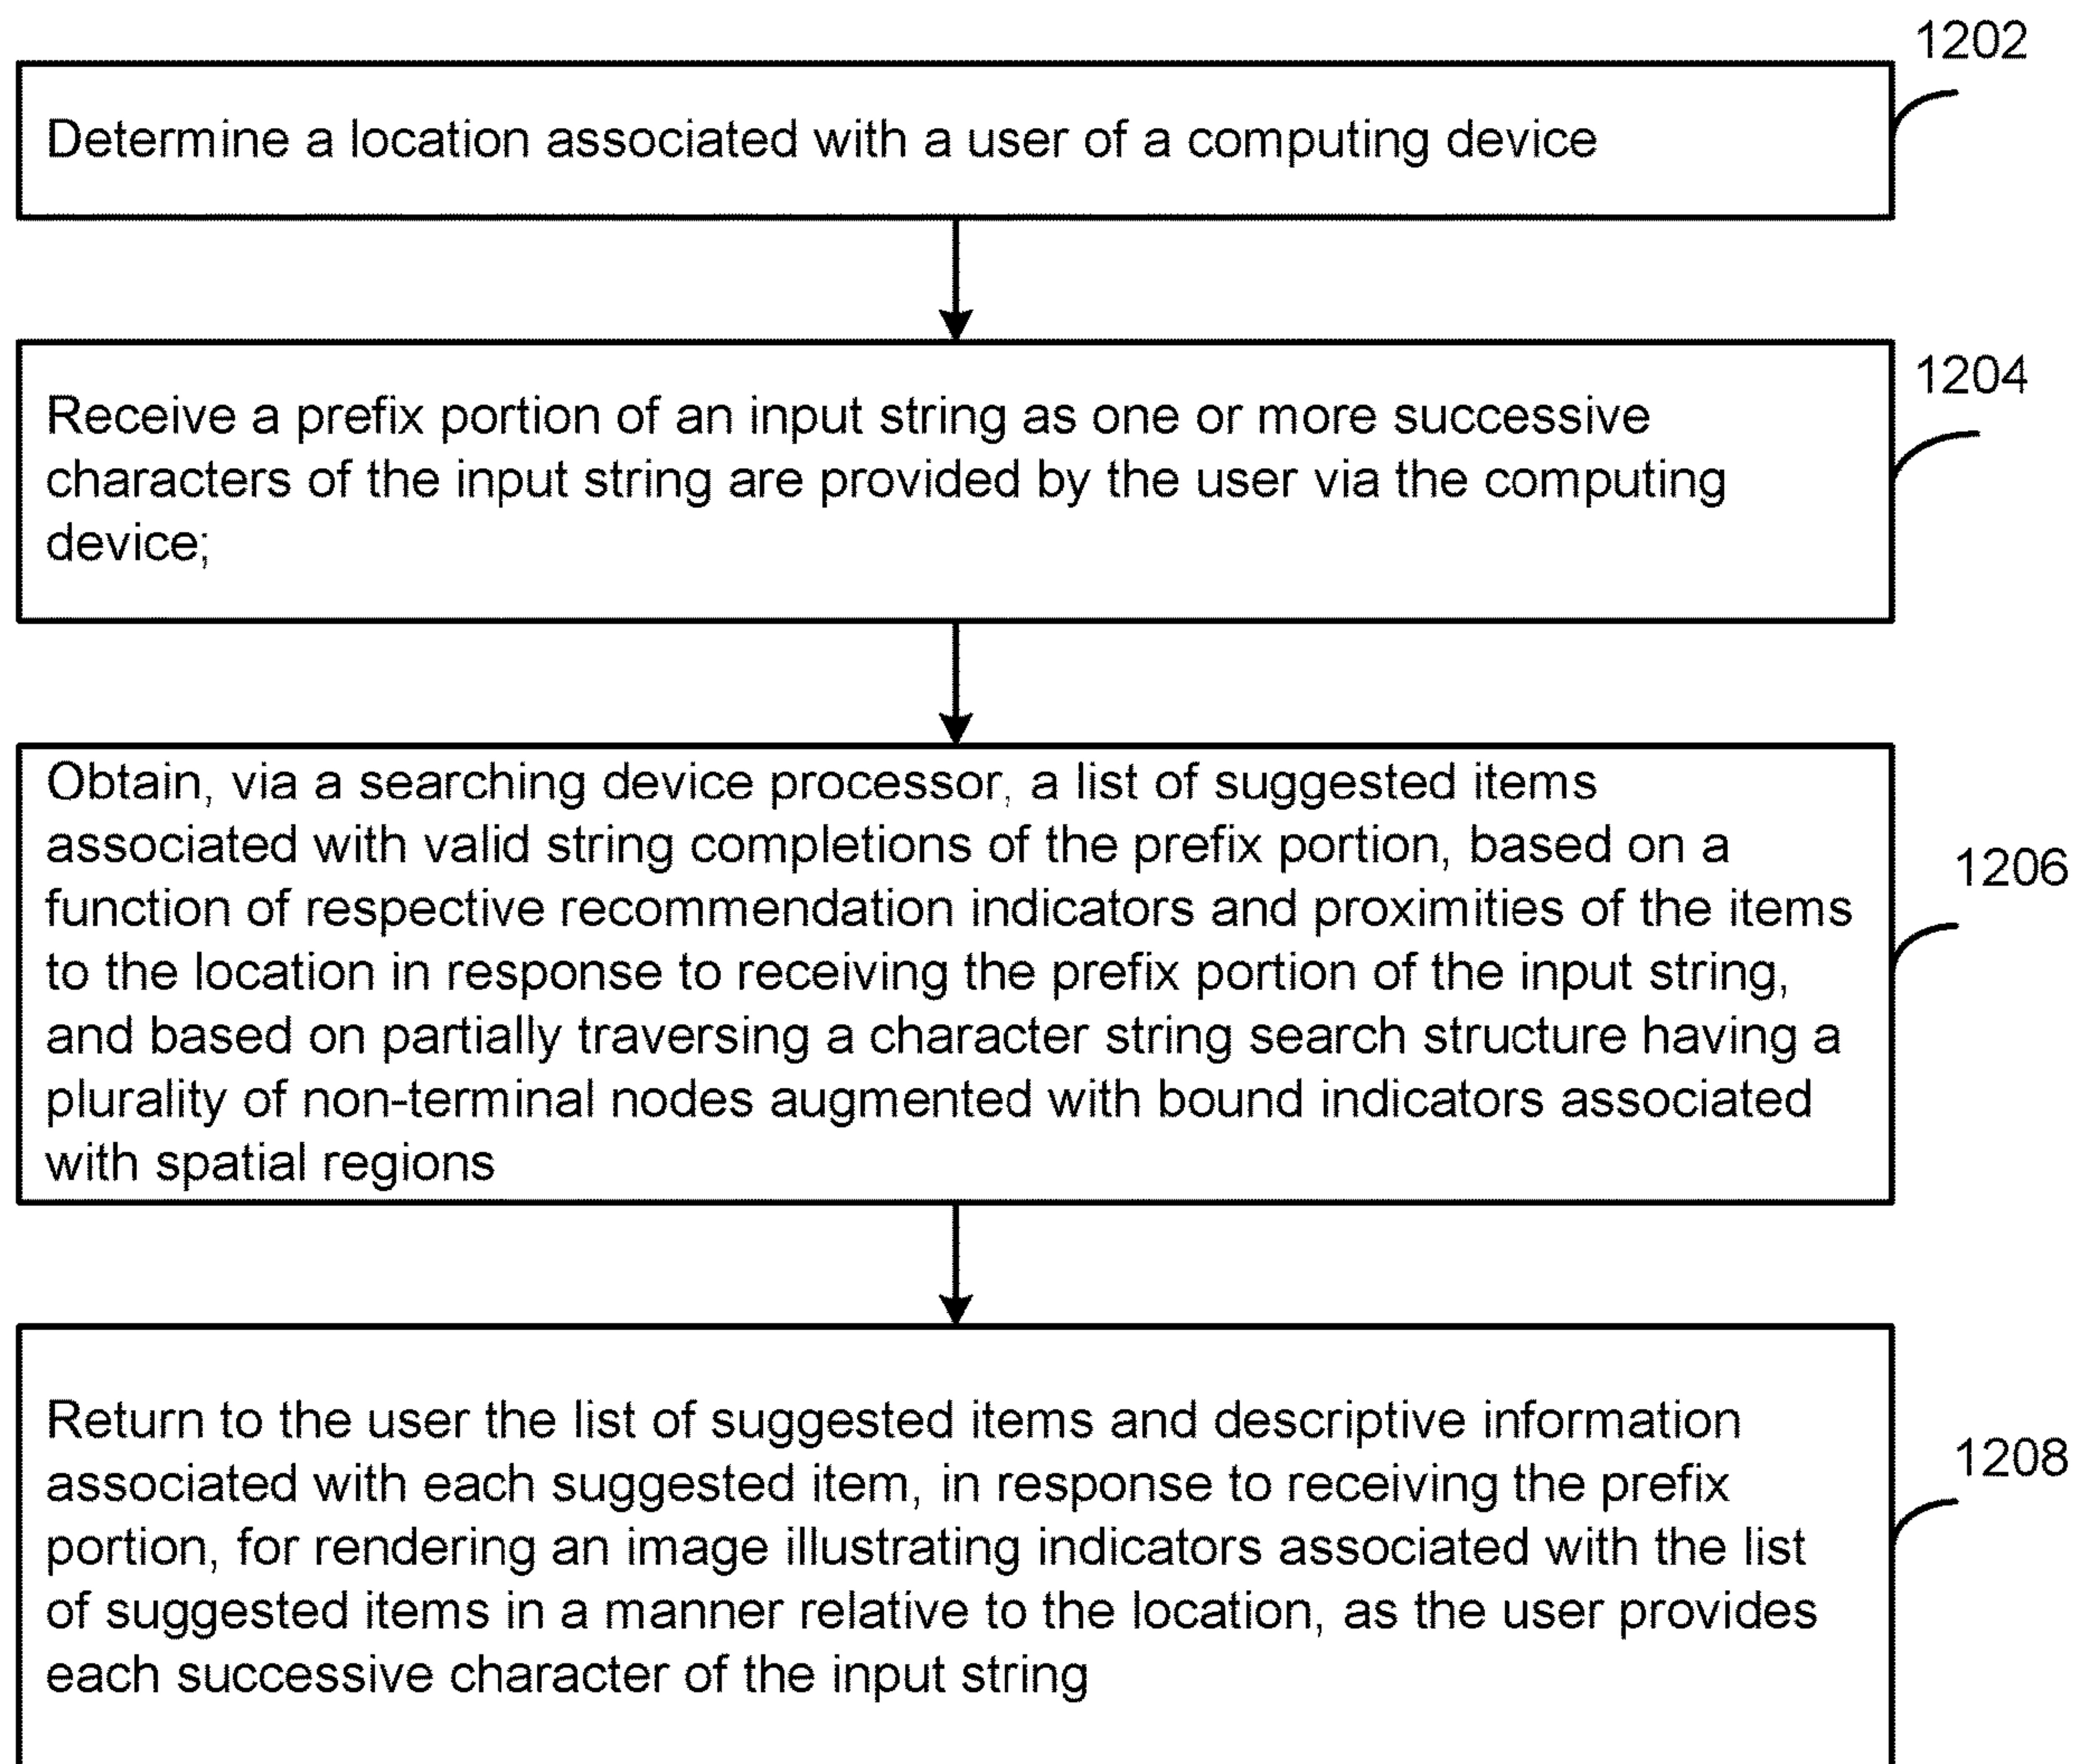 1202
Determine a location associated with a user of a computing device
1204
Receive a prefix portion of an input string as one or more successive
characters of the input string are provided by the user via the computing
device;
Obtain, via a searching device processor, a list of suggested items
associated with valid string completions of the prefix portion, based on a
1206
function of respective recommendation indicators and proximities of the items
to the location in response to receiving the prefix portion of the input string,
and based on partially traversing a character string search structure having a
plurality of non-terminal nodes augmented with bound indicators associated
with spatial regions
Return to the user the list of suggested items and descriptive information
1208
associated with each suggested item, in response to receiving the prefix
portion, for rendering an image illustrating indicators associated with the list
of suggested items in a manner relative to the location, as the user provides
each successive character of the input string